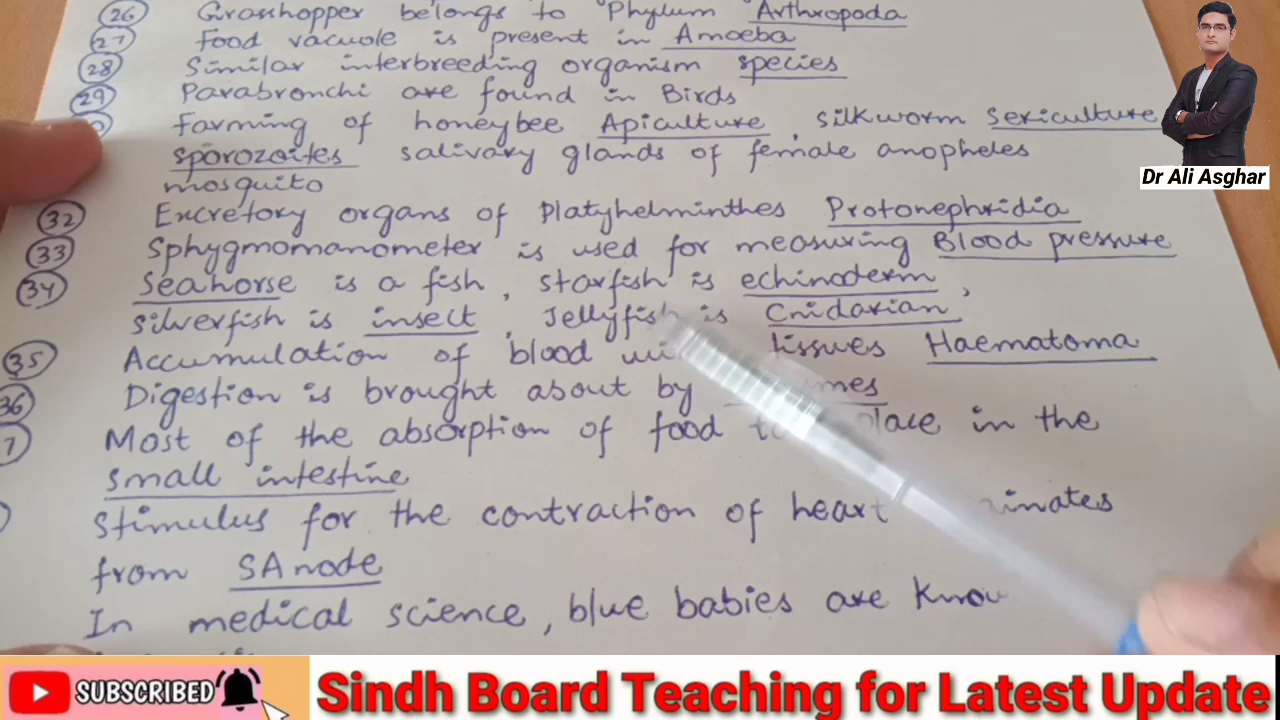 26 Grasshopper belongs to Phylum Arthropoda
27 Food vacuole is present in Amoeba
28 Similar interbreeding organism species
29 Parabronchi are found in Birds
Farming of honeybee Apiculture, silkworm Sericulture
sporozoites salivary glands of female anopheles
mosquito
32 Excretory organs of Platyhelminthes Protonephridia
33 Sphygmomanometer is used for measuring Blood pressure
34 Seahorse is a fish, starfish is echinoderm,
silverfish is insect, Jellyfish is Cnidarian
35 Accumulation of blood tissues Haematoma
36 Digestion is brought about by
7 Most of the absorption of food place in the
small intestine
Stimulus for the contraction of heart
from SA node
In medical science, blue babies are
Dr Ali Asghar
SUBSCRIBED
Sindh Board Teaching for Latest Update